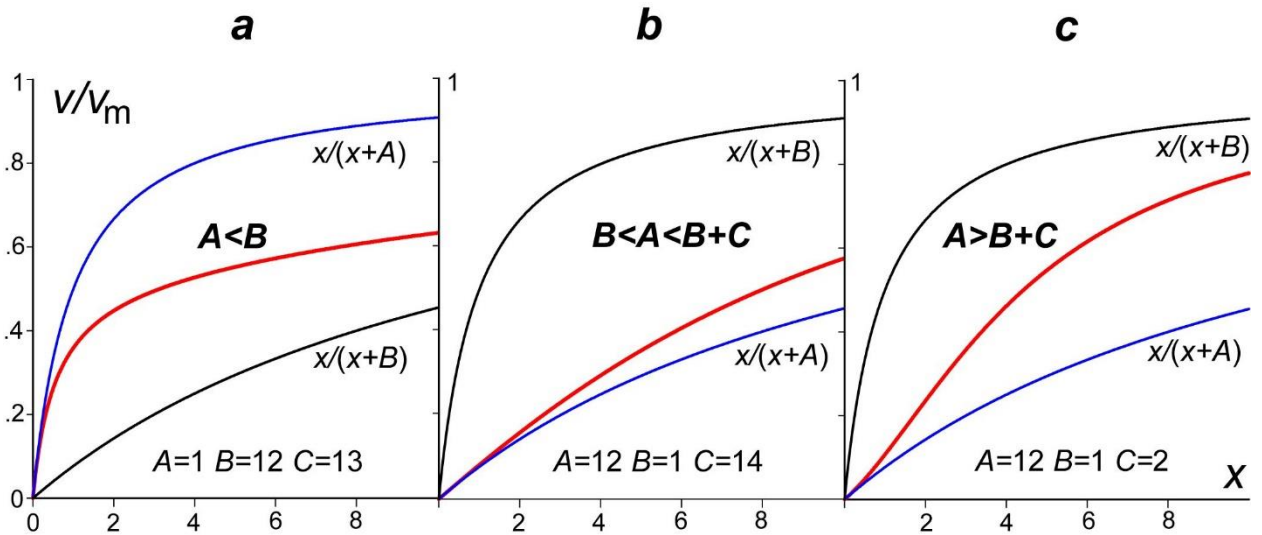 a b c
1 1 1
v/vm
x/(x+A) x/(x+B) x/(x+B)
.8
A<B B<A<B+C A>B+C
.6
.4
x/(x+B) x/(x+A) x/(x+A)
.2
A=1 B=12 C=13 A=12 B=1 C=14 A=12 B=1 C=2 x
0
0 2 4 6 8 2 4 6 8 2 4 6 8